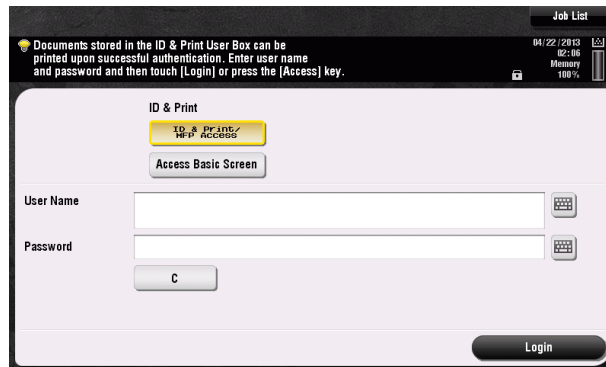 Job List
Documents stored in the ID & Print User Box can be
printed upon successful authentication. Enter user name
and password and then touch [Login] or press the [Access] key.
04/22/2013
02:06
Memory
100%
ID & Print
ID & Print/
MFP Access
Access Basic Screen
User Name
Password
C
Login